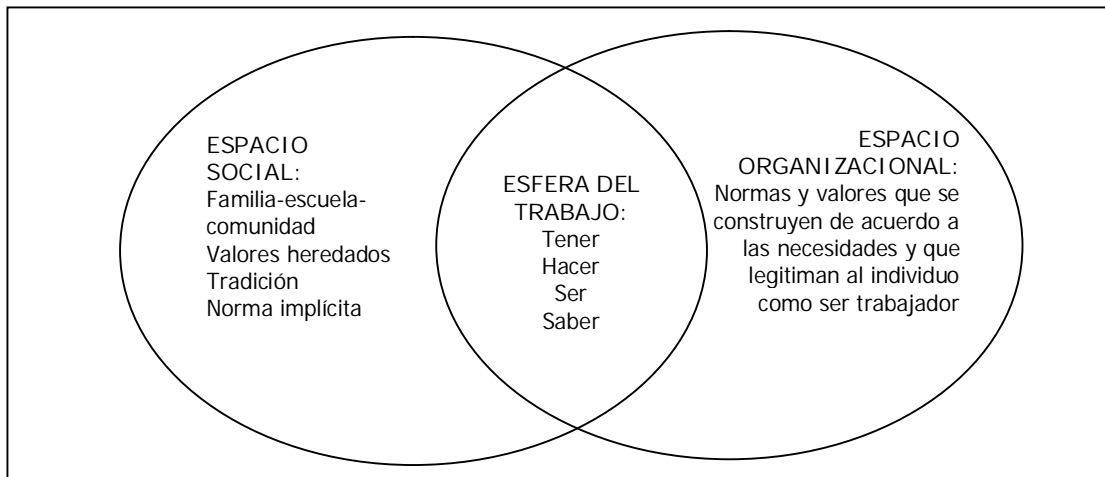 ESPACIO
SOCIAL:
Familia-escuela-
comunidad
Valores heredados
Tradición
Norma implícita
ESFERA DEL
TRABAJO:
Tener
Hacer
Ser
Saber
ESPACIO
ORGANIZACIONAL:
Normas y valores que se
construyen de acuerdo a
las necesidades y que
legitiman al individuo
como ser trabajador